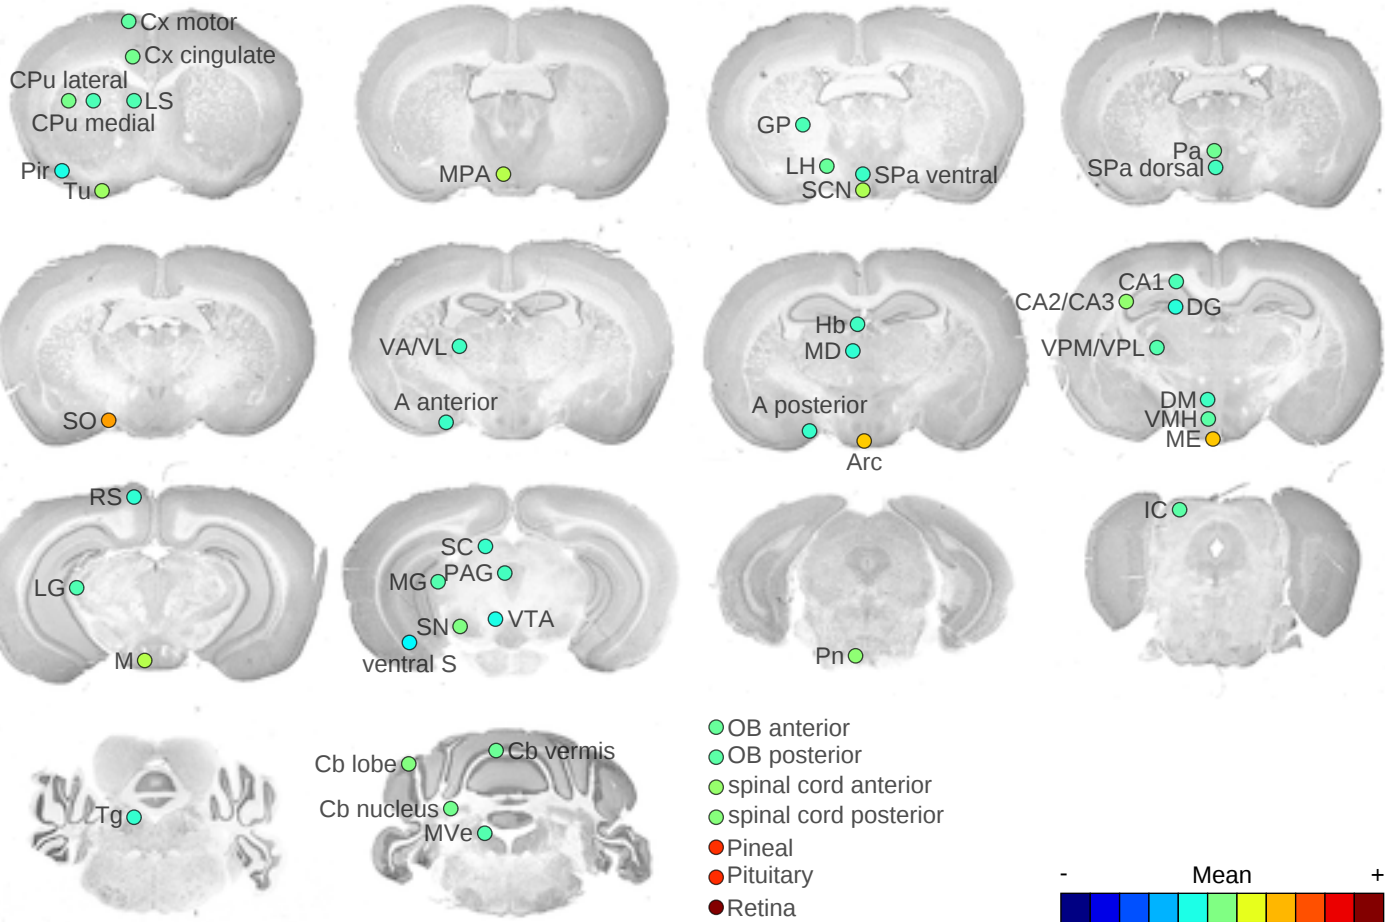 Cx motor
Cx cingulate
CPu lateral
LS
CPu medial
Pir
Tu
MPA
GP
LH
SPa ventral
SCN
Pa
SPa dorsal
SO
VA/VL
A anterior
Hb
MD
A posterior
Arc
CA1
CA2/CA3
DG
VPM/VPL
DM
VMH
ME
RS
LG
M
SC
MG
PAG
SN
VTA
ventral S
Pn
IC
Tg
Cb lobe
Cb vermis
Cb nucleus
MVe
OB anterior
OB posterior
spinal cord anterior
spinal cord posterior
Pineal
Pituitary
Retina
- Mean +